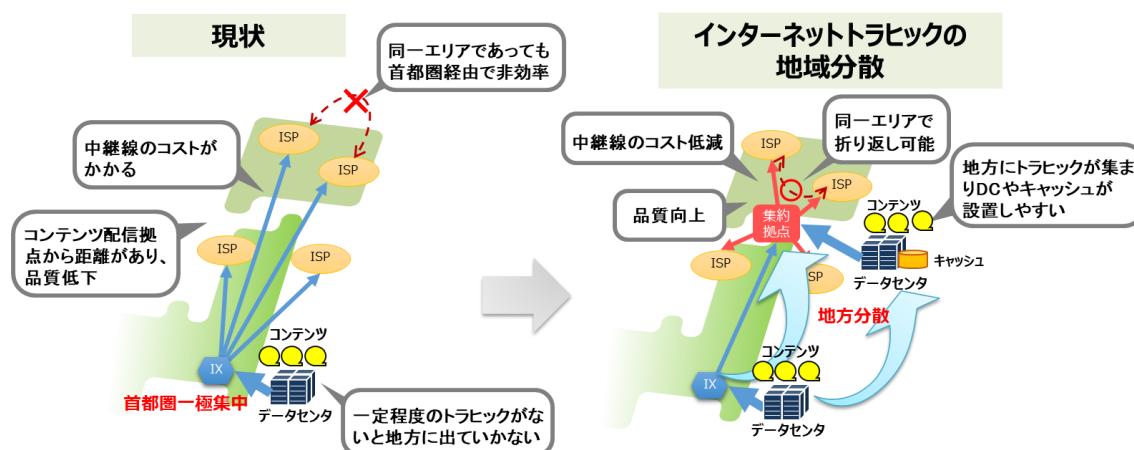 現状
同一エリアであっても
首都圏経由で非効率
ISP
中継線のコストが
かかる
ISP
コンテンツ配信拠
点から距離があり、
品質低下
ISP
ISP
コンテンツ
IX
首都圏一極集中
データセンタ
一定程度のトラヒックがな
いと地方に出ていかない
インターネットトラヒックの
地域分散
中継線のコスト低減
ISP
同一エリアで
折り返し可能
ISP
地方にトラヒックが集ま
りDCやキャッシュが
設置しやすい
品質向上
集約
拠点
コンテンツ
ISP
ISP
キャッシュ
データセンタ
地方分散
コンテンツ
IX
データセンタ